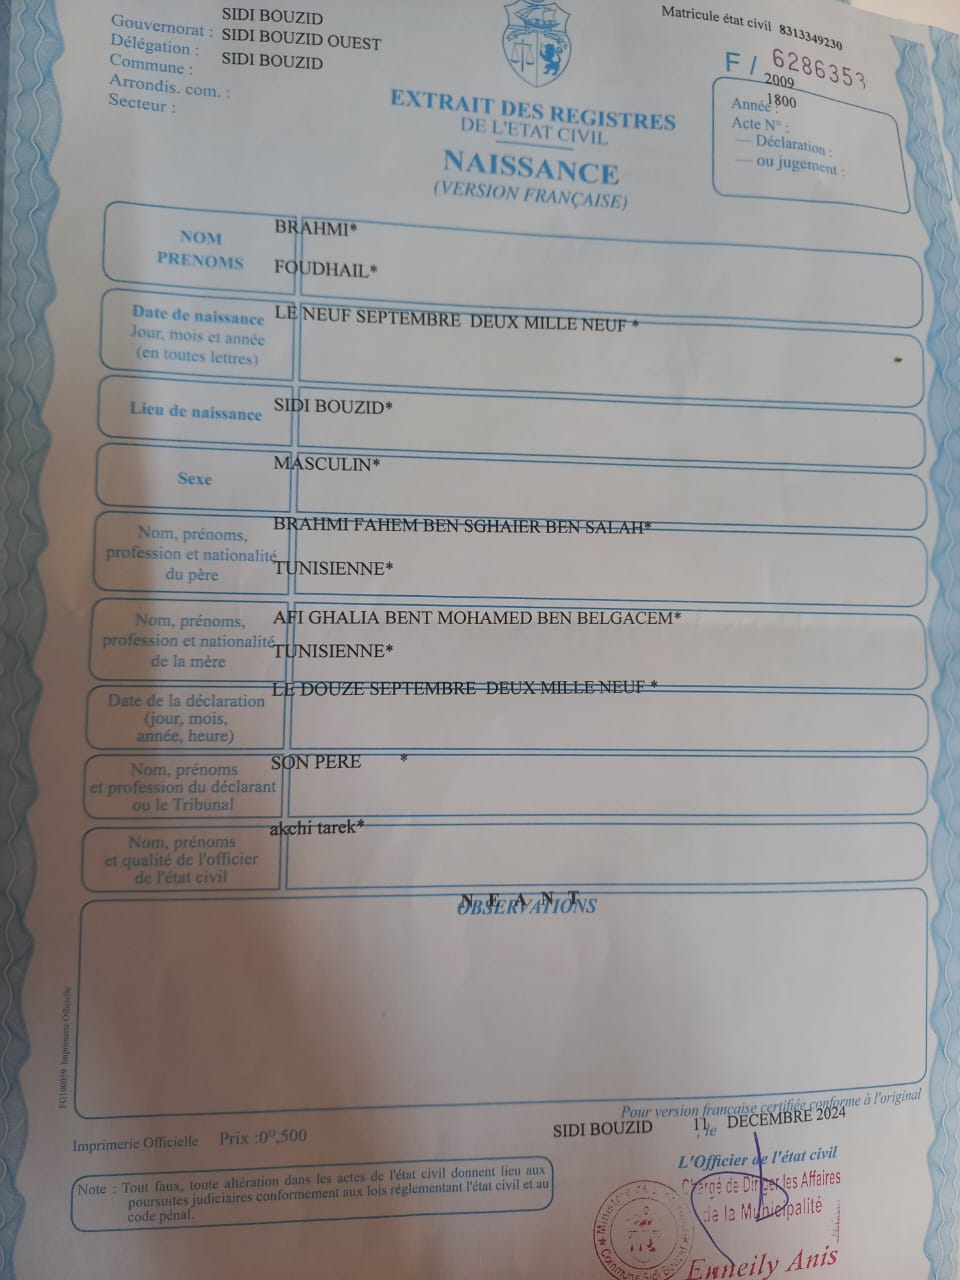 Gouvernorat : SIDI BOUZID
Délégation : SIDI BOUZID OUEST
Commune : SIDI BOUZID
Arrondis. com. :
Secteur :
Matricule état civil 8313349230
F / 6286353
Année : 2009
Acte N° : 1800
— Déclaration :
— ou jugement :
EXTRAIT DES REGISTRES
DE L'ETAT CIVIL
NAISSANCE
(VERSION FRANÇAISE)
NOM BRAHMI*
PRENOMS FOUDHAIL*
Date de naissance LE NEUF SEPTEMBRE DEUX MILLE NEUF *
Jour, mois et année
(en toutes lettres)
Lieu de naissance SIDI BOUZID*
Sexe MASCULIN*
Nom, prénoms, BRAHMI FAHEM BEN SGHAIER BEN SALAH*
profession et nationalité TUNISIENNE*
du père
Nom, prénoms, AFI GHALIA BENT MOHAMED BEN BELGACEM*
profession et nationalité TUNISIENNE*
de la mère
Date de la déclaration LE DOUZE SEPTEMBRE DEUX MILLE NEUF *
(jour, mois,
année, heure)
Nom, prénoms SON PERE *
et profession du déclarant
ou le Tribunal
Nom, prénoms akchi tarek*
et qualité de l'officier
de l'état civil
N E A N T
OBSERVATIONS
FG100059 Imprimerie Officielle
Pour version française certifiée conforme à l'original
SIDI BOUZID , le 11 DECEMBRE 2024
Imprimerie Officielle Prix :0ᴰ,500
L'Officier de l'état civil
Note : Tout faux, toute altération dans les actes de l'état civil donnent lieu aux
poursuites judiciaires conformement aux lois réglementant l'état civil et au
code pénal.
Chargé de Diriger les Affaires
de la Municipalité
Enneily Anis
Commune Sidi Bouzid